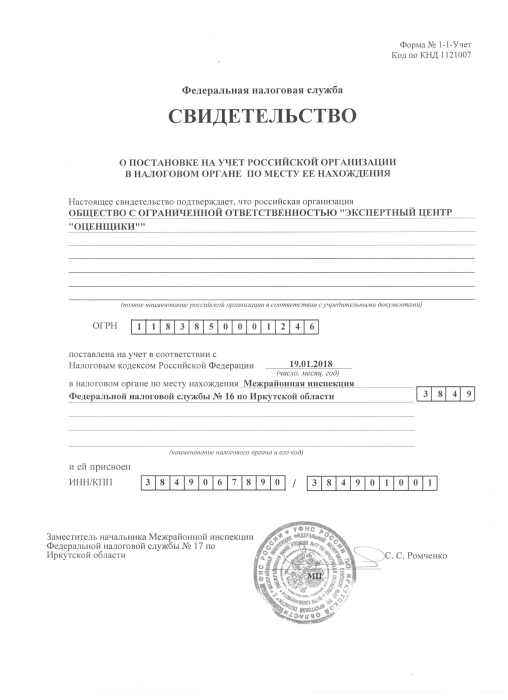 Форма № 1-1-Учет
Код по КНД 1121007
Федеральная налоговая служба
СВИДЕТЕЛЬСТВО
О ПОСТАНОВКЕ НА УЧЕТ РОССИЙСКОЙ ОРГАНИЗАЦИИ
В НАЛОГОВОМ ОРГАНЕ ПО МЕСТУ ЕЕ НАХОЖДЕНИЯ
Настоящее свидетельство подтверждает, что российская организация
ОБЩЕСТВО С ОГРАНИЧЕННОЙ ОТВЕТСТВЕННОСТЬЮ "ЭКСПЕРТНЫЙ ЦЕНТР
"ОЦЕНЩИКИ""
(полное наименование российской организации в соответствии с учредительными документами)
ОГРН 1 1 8 3 8 5 0 0 0 1 2 4 6
поставлена на учет в соответствии с
Налоговым кодексом Российской Федерации 19.01.2018
(число, месяц, год)
в налоговом органе по месту нахождения Межрайонная инспекция
Федеральной налоговой службы № 16 по Иркутской области 3 8 4 9
(наименование налогового органа и его код)
и ей присвоен
ИНН/КПП 3 8 4 9 0 6 7 8 9 0 / 3 8 4 9 0 1 0 0 1
Заместитель начальника Межрайонной инспекции
Федеральной налоговой службы № 17 по
Иркутской области
МП
С. С. Ромченко